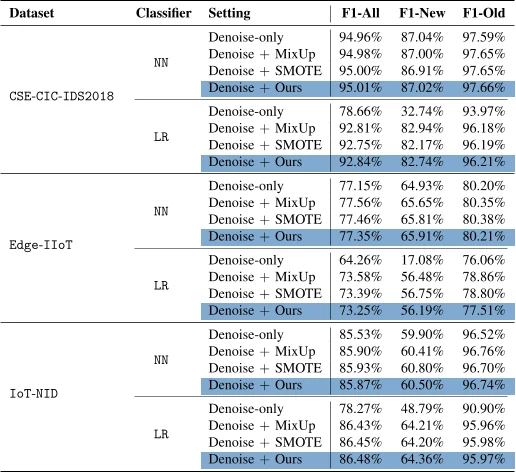 Dataset Classifier Setting F1-All F1-New F1-Old
CSE-CIC-IDS2018 NN Denoise-only 94.96% 87.04% 97.59%
Denoise + MixUp 94.98% 87.00% 97.65%
Denoise + SMOTE 95.00% 86.91% 97.65%
Denoise + Ours 95.01% 87.02% 97.66%
LR Denoise-only 78.66% 32.74% 93.97%
Denoise + MixUp 92.81% 82.94% 96.18%
Denoise + SMOTE 92.75% 82.17% 96.19%
Denoise + Ours 92.84% 82.74% 96.21%
Edge-IIoT NN Denoise-only 77.15% 64.93% 80.20%
Denoise + MixUp 77.56% 65.65% 80.35%
Denoise + SMOTE 77.46% 65.81% 80.38%
Denoise + Ours 77.35% 65.91% 80.21%
LR Denoise-only 64.26% 17.08% 76.06%
Denoise + MixUp 73.58% 56.48% 78.86%
Denoise + SMOTE 73.39% 56.75% 78.80%
Denoise + Ours 73.25% 56.19% 77.51%
IoT-NID NN Denoise-only 85.53% 59.90% 96.52%
Denoise + MixUp 85.90% 60.41% 96.76%
Denoise + SMOTE 85.93% 60.80% 96.70%
Denoise + Ours 85.87% 60.50% 96.74%
LR Denoise-only 78.27% 48.79% 90.90%
Denoise + MixUp 86.43% 64.21% 95.96%
Denoise + SMOTE 86.45% 64.20% 95.98%
Denoise + Ours 86.48% 64.36% 95.97%